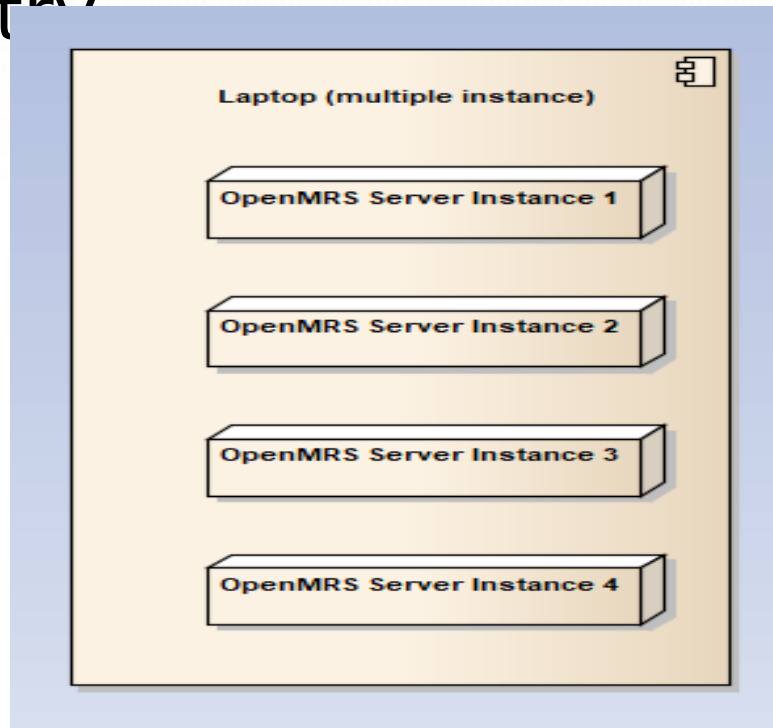 Laptop (multiple instance)
OpenMRS Server Instance 1
OpenMRS Server Instance 2
OpenMRS Server Instance 3
OpenMRS Server Instance 4